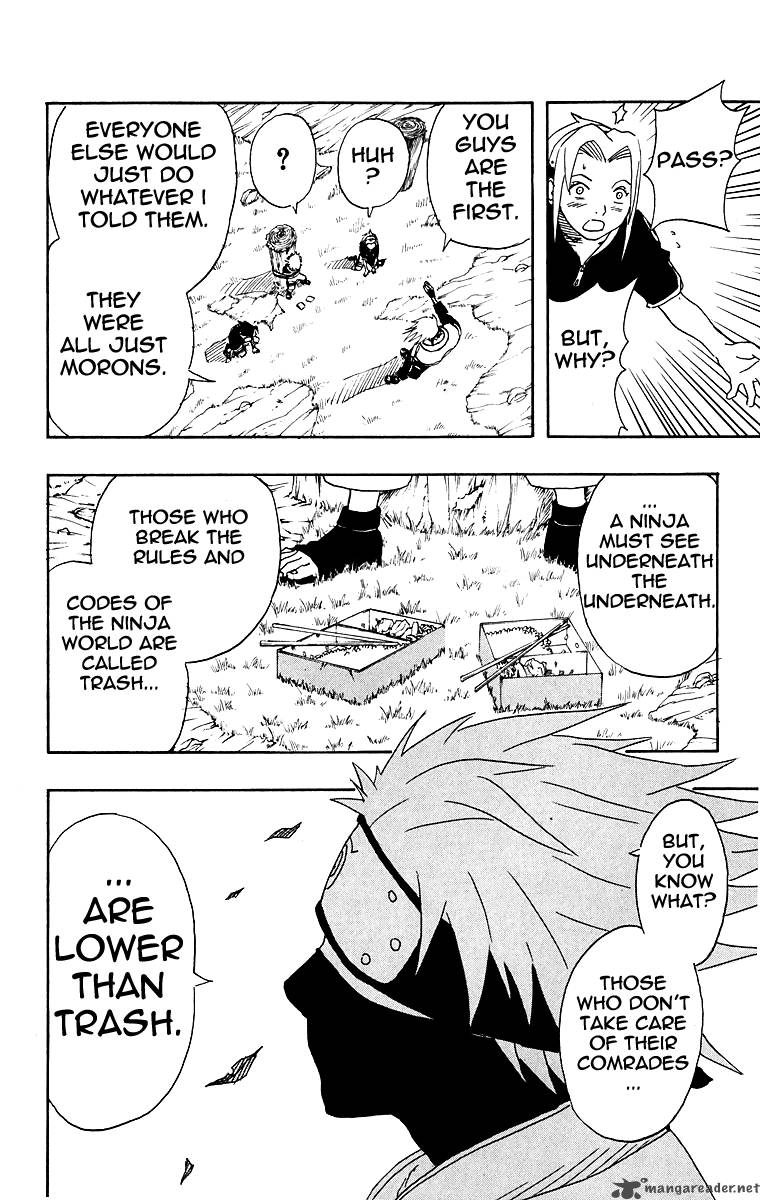 PASS?
BUT,
WHY?
YOU
GUYS
ARE
THE
FIRST.
HUH
?
?
EVERYONE
ELSE WOULD
JUST DO
WHATEVER I
TOLD THEM.
THEY
WERE
ALL JUST
MORONS.
...
A NINJA
MUST SEE
UNDERNEATH
THE
UNDERNEATH.
THOSE WHO
BREAK THE
RULES AND
CODES OF
THE NINJA
WORLD ARE
CALLED
TRASH...
BUT,
YOU
KNOW
WHAT?
THOSE
WHO DON'T
TAKE CARE
OF THEIR
COMRADES
...
...
ARE
LOWER
THAN
TRASH.
mangareader.net